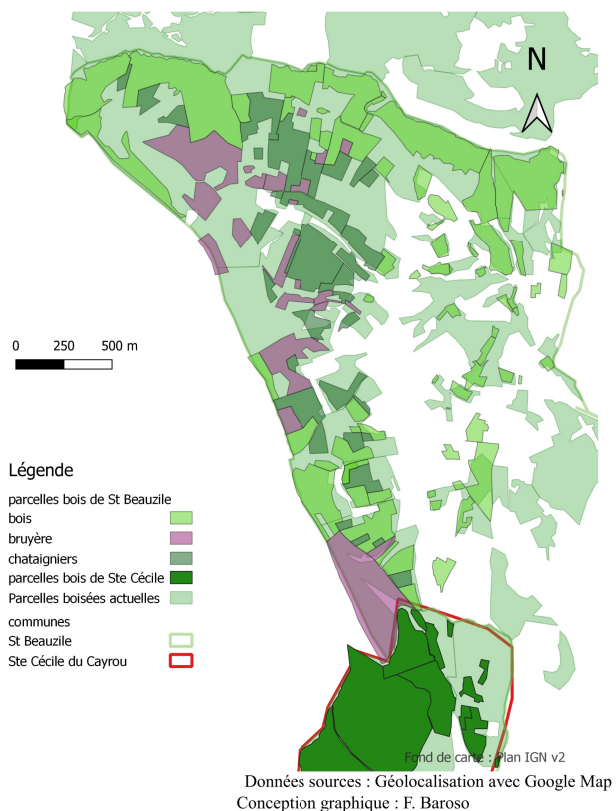 N
0 250 500 m
Légende
parcelles bois de St Beauzile
bois
bruyère
chataigniers
parcelles bois de Ste Cécile
Parcelles boisées actuelles
communes
St Beauzile
Ste Cécile du Cayrou
Fond de carte : Plan IGN v2
Données sources : Géolocalisation avec Google Map
Conception graphique : F. Baroso